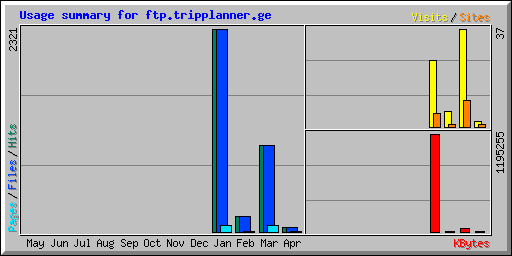 Usage summary for ftp.tripplanner.ge
Visits / Sites
2321
37
Pages / Files / Hits
1195255
May Jun Jul Aug Sep Oct Nov Dec Jan Feb Mar Apr
KBytes